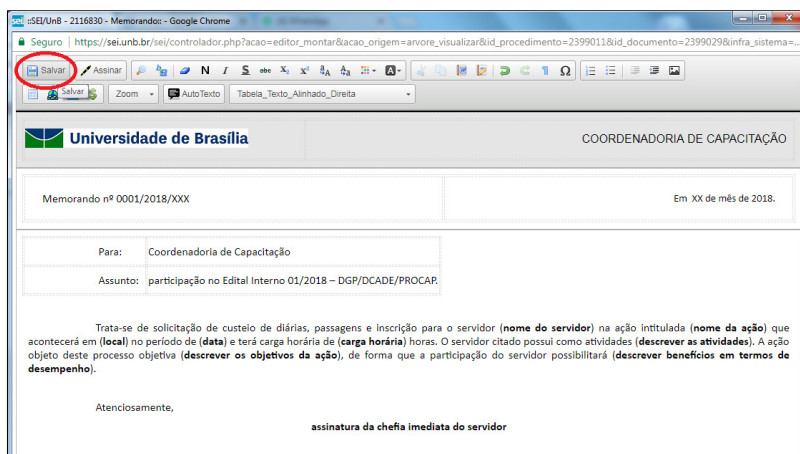 sei :SEI/UnB - 2116830 - Memorando: - Google Chrome
Seguro | https://sei.unb.br/sei/controlador.php?acao=editor_montar&acao_origem=arvore_visualizar&id_procedimento=2399011&id_documento=2399029&infra_sistema=...
Salvar Assinar N I S abc X₂ x² Ω
Salvar Zoom AutoTexto Tabela_Texto_Alinhado_Direita
Universidade de Brasília COORDENADORIA DE CAPACITAÇÃO
Memorando nº 0001/2018/XXX Em XX de mês de 2018.
Para: Coordenadoria de Capacitação
Assunto: participação no Edital Interno 01/2018 – DGP/DCADE/PROCAP.
Trata-se de solicitação de custeio de diárias, passagens e inscrição para o servidor (nome do servidor) na ação intitulada (nome da ação) que
acontecerá em (local) no período de (data) e terá carga horária de (carga horária) horas. O servidor citado possui como atividades (descrever as atividades). A ação
objeto deste processo objetiva (descrever os objetivos da ação), de forma que a participação do servidor possibilitará (descrever benefícios em termos de
desempenho).
Atenciosamente,
assinatura da chefia imediata do servidor